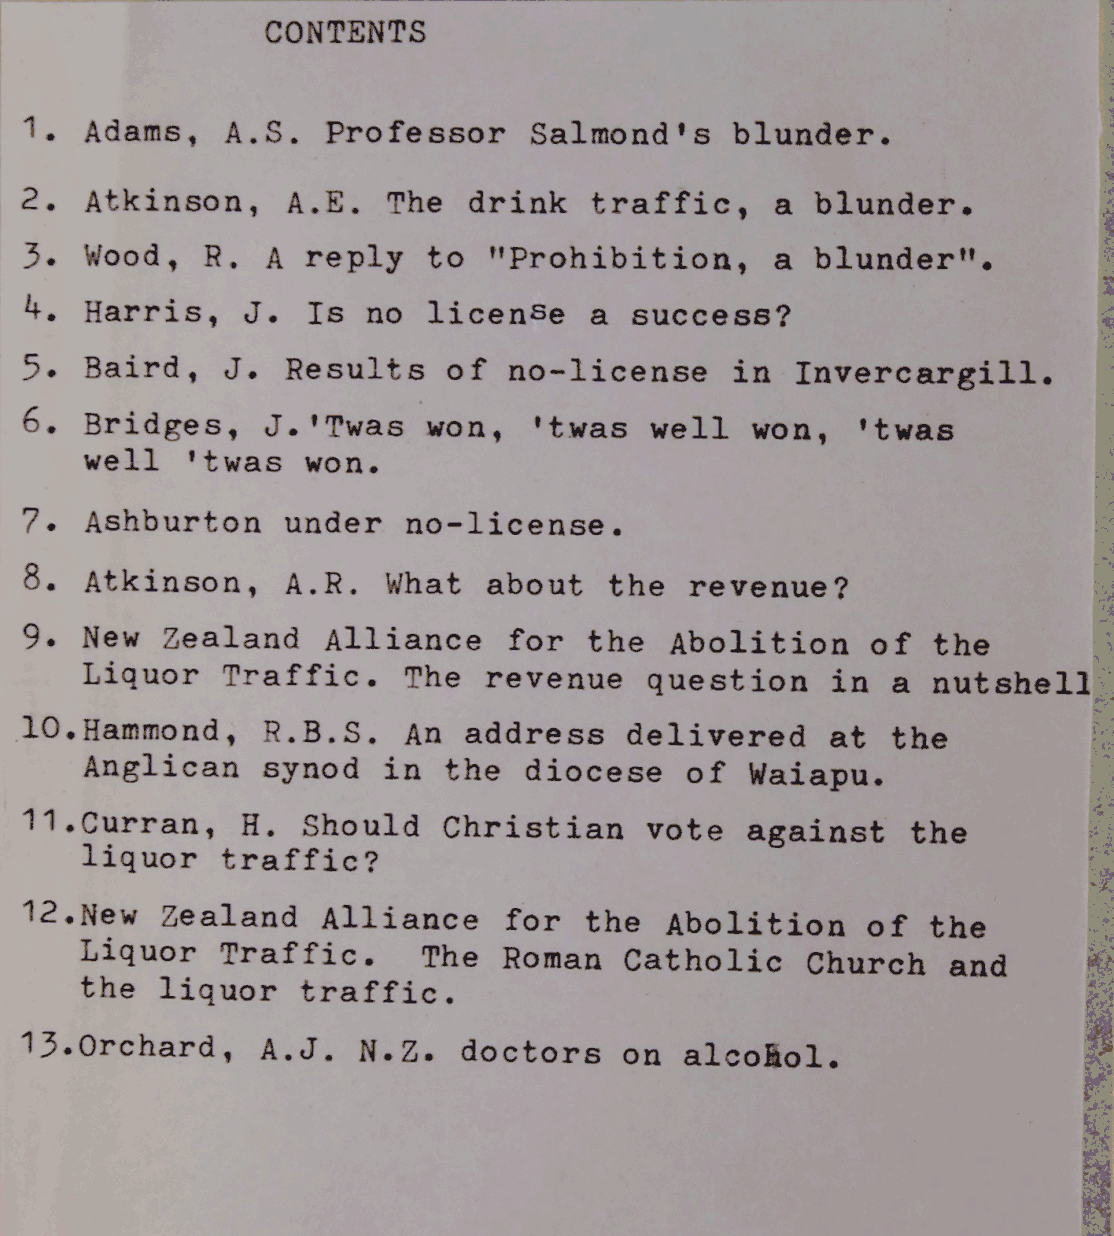 CONTENTS
1. Adams, A.S. Professor Salmond's blunder.
2. Atkinson, A.E. The drink traffic, a blunder.
3. Wood, R. A reply to "Prohibition, a blunder".
4. Harris, J. Is no license a success?
5. Baird, J. Results of no-license in Invercargill.
6. Bridges, J.'Twas won, 'twas well won, 'twas
well 'twas won.
7. Ashburton under no-license.
8. Atkinson, A.R. What about the revenue?
9. New Zealand Alliance for the Abolition of the
Liquor Traffic. The revenue question in a nutshell
10.Hammond, R.B.S. An address delivered at the
Anglican synod in the diocese of Waiapu.
11.Curran, H. Should Christian vote against the
liquor traffic?
12.New Zealand Alliance for the Abolition of the
Liquor Traffic. The Roman Catholic Church and
the liquor traffic.
13.Orchard, A.J. N.Z. doctors on alcohol.